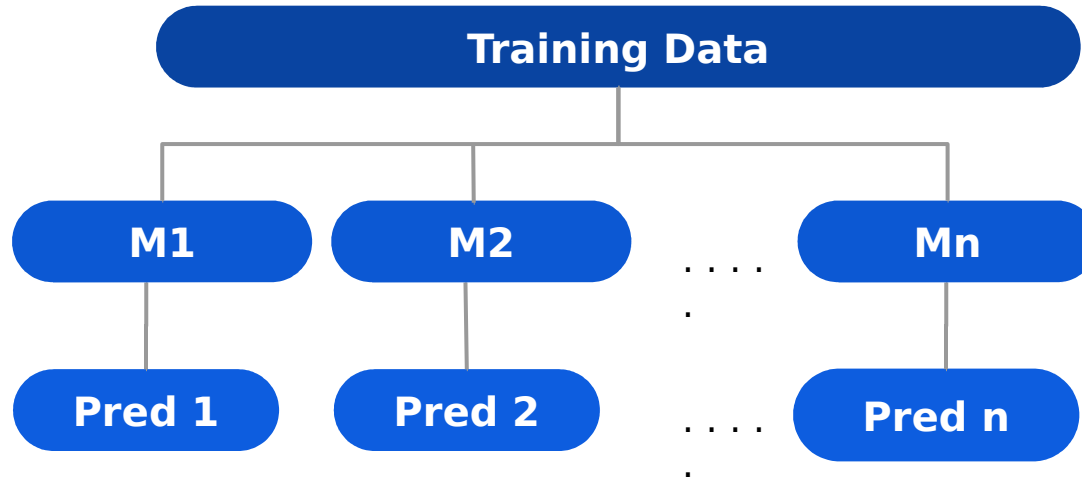 Training Data
M1
M2
. . . .
.
Mn
Pred 1
Pred 2
. . . .
.
Pred n